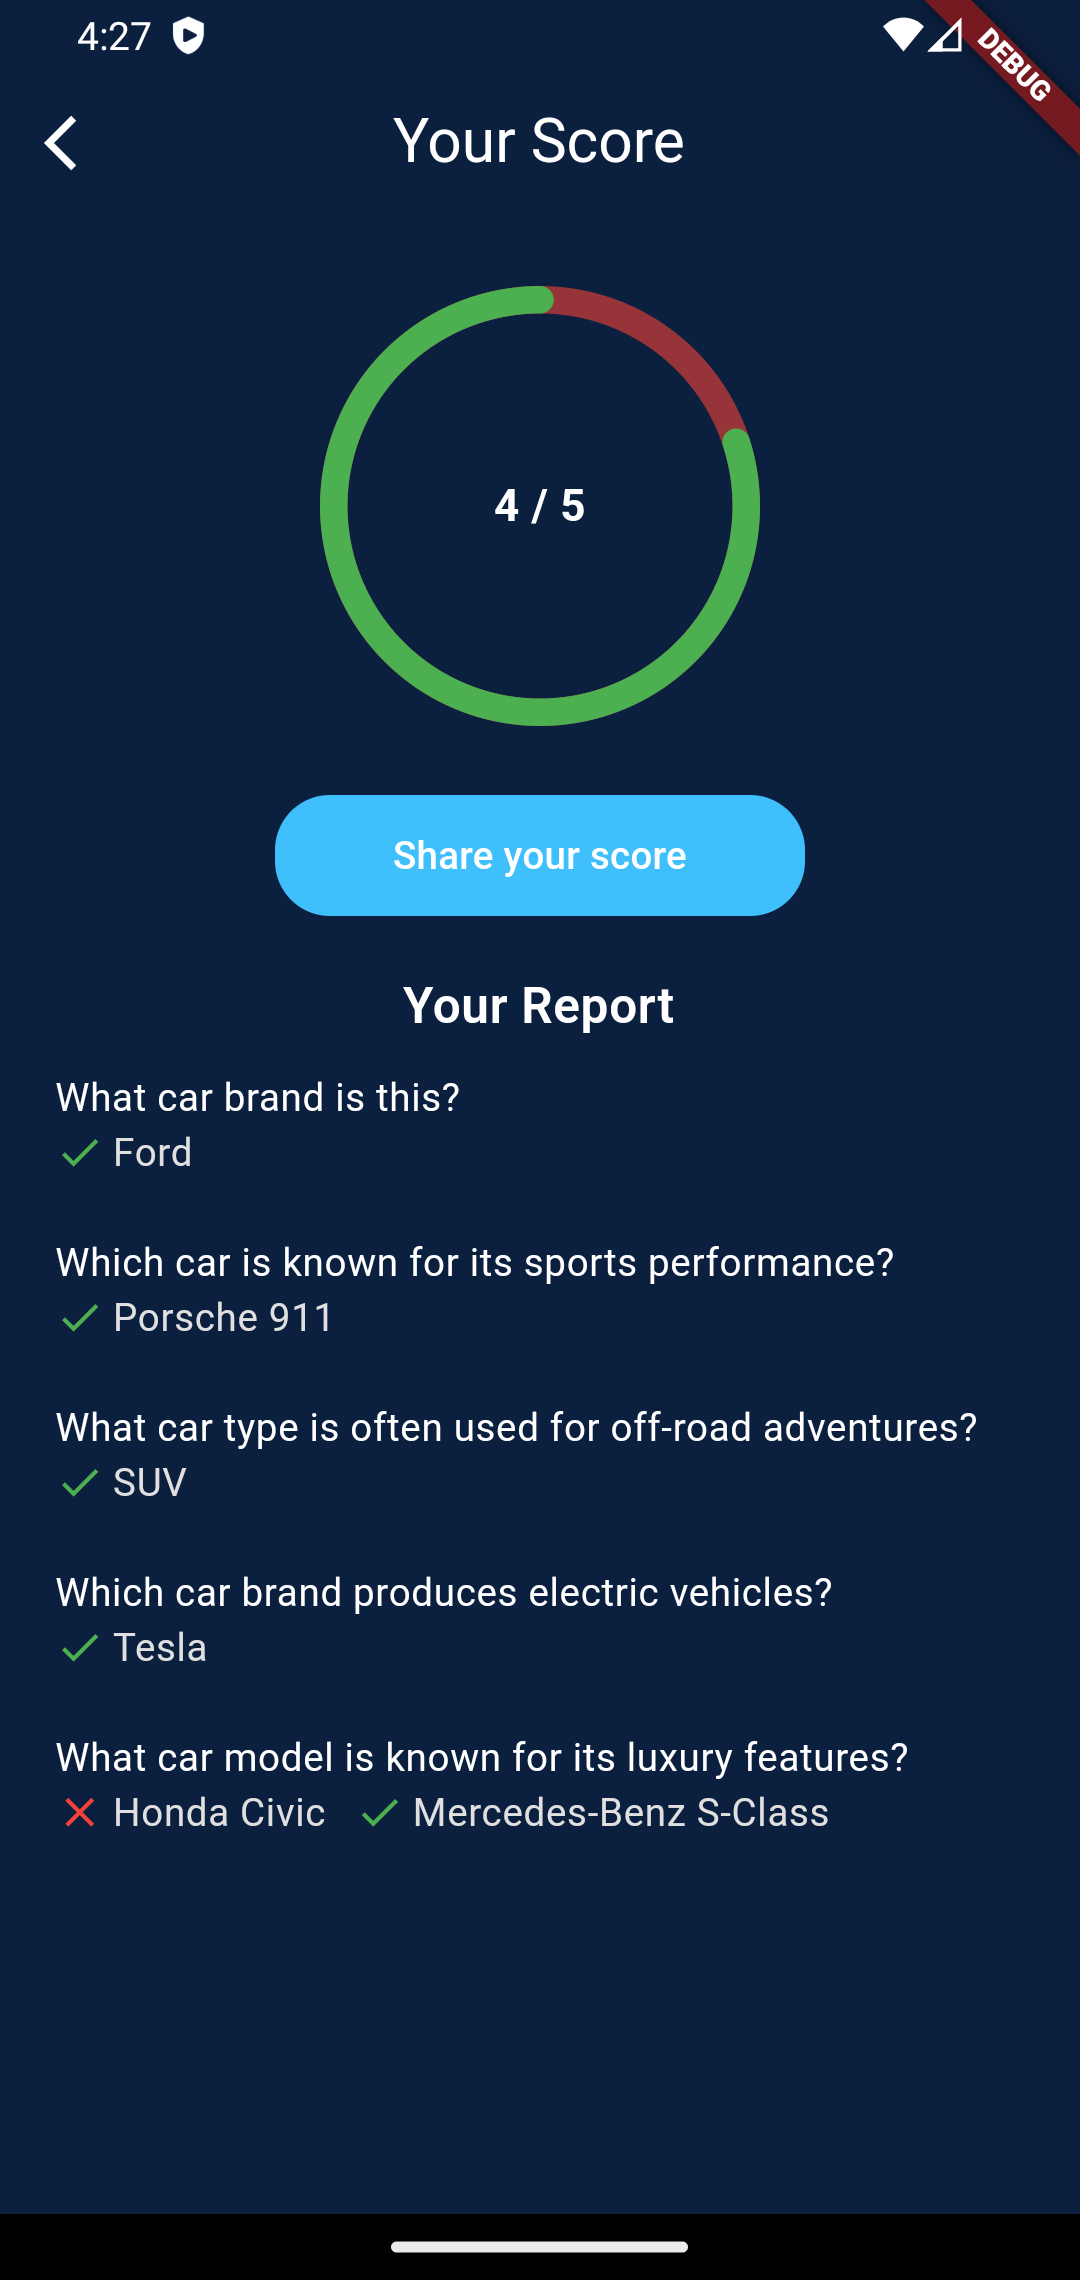 4:27
DEBUG
Your Score
4 / 5
Share your score
Your Report
What car brand is this?
Ford
Which car is known for its sports performance?
Porsche 911
What car type is often used for off-road adventures?
SUV
Which car brand produces electric vehicles?
Tesla
What car model is known for its luxury features?
Honda Civic Mercedes-Benz S-Class